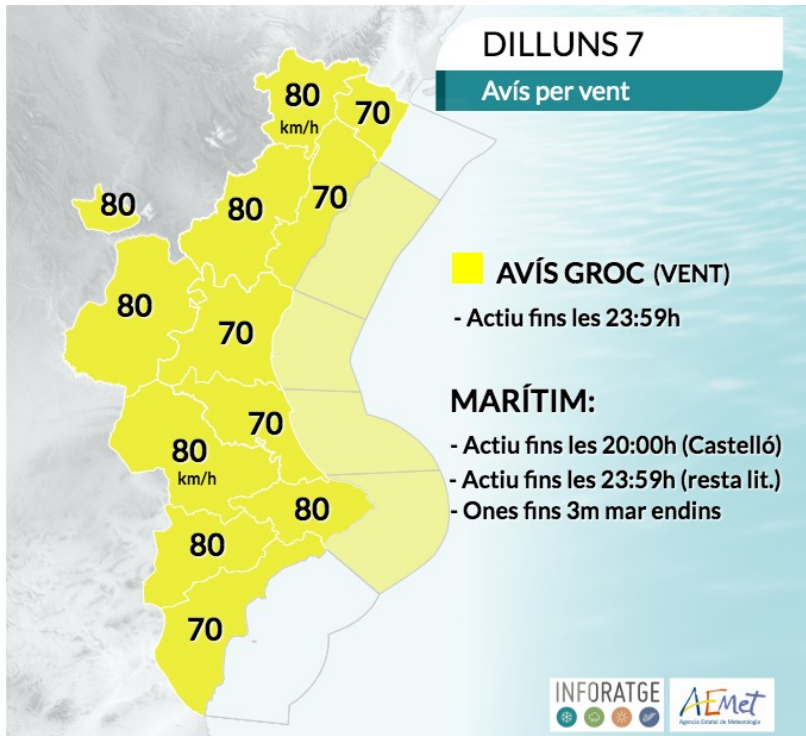 DILLUNS 7
Avís per vent
80
km/h
70
70
80
80
80
70
70
80
km/h
80
80
70
AVÍS GROC (VENT)
- Actiu fins les 23:59h
MARÍTIM:
- Actiu fins les 20:00h (Castelló)
- Actiu fins les 23:59h (resta lit.)
- Ones fins 3m mar endins
INFORATGE
AEMet
Agencia Estatal de Meteorología